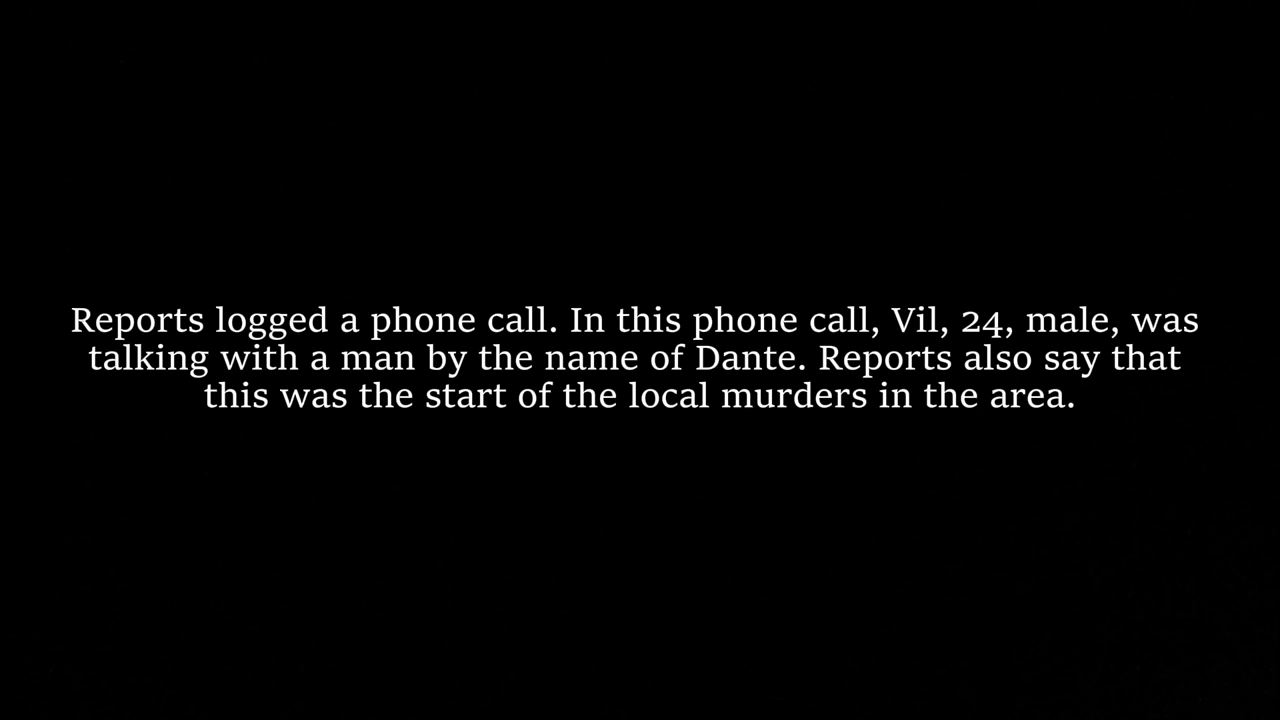 Reports logged a phone call. In this phone call, Vil, 24, male, was
talking with a man by the name of Dante. Reports also say that
this was the start of the local murders in the area.